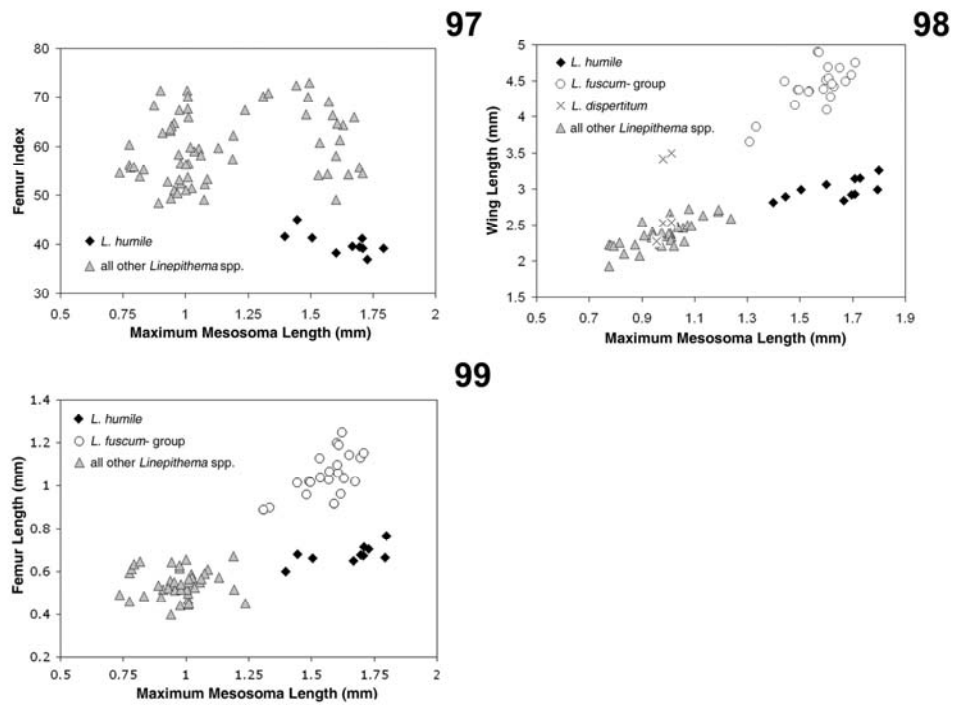 97
80
70
60
50
40
30
Femur Index
◆ L. humile
▲ all other Linepithema spp.
0.5 0.75 1 1.25 1.5 1.75 2
Maximum Mesosoma Length (mm)
98
5
4.5
4
3.5
3
2.5
2
1.5
Wing Length (mm)
◆ L. humile
○ L. fuscum- group
× L. dispertitum
▲ all other Linepithema spp.
0.5 0.7 0.9 1.1 1.3 1.5 1.7 1.9
Maximum Mesosoma Length (mm)
99
1.4
1.2
1
0.8
0.6
0.4
0.2
Femur Length (mm)
◆ L. humile
○ L. fuscum- group
▲ all other Linepithema spp.
0.5 0.75 1 1.25 1.5 1.75 2
Maximum Mesosoma Length (mm)